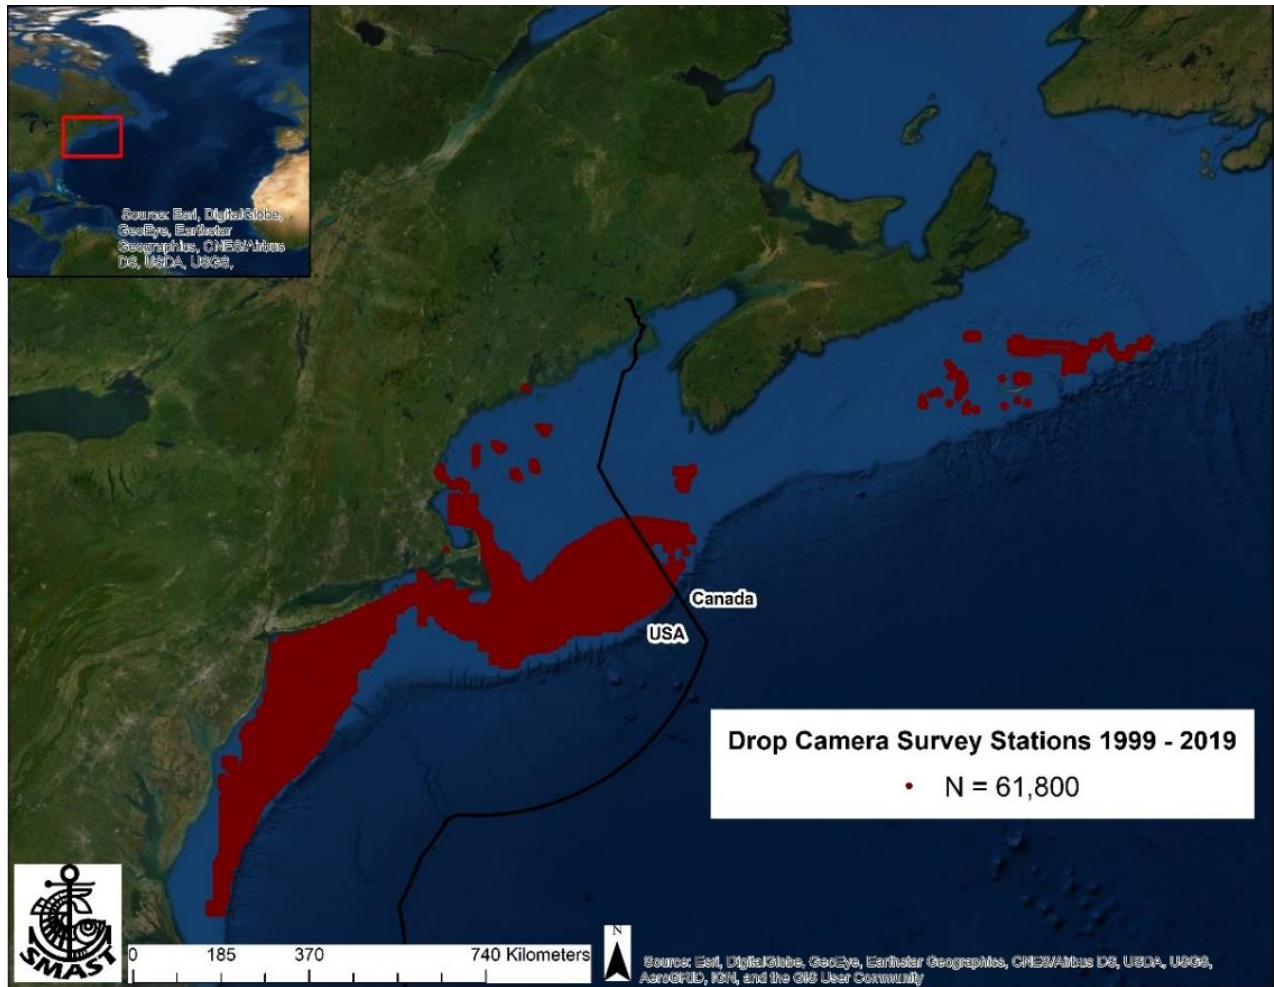 Source: Esri, DigitalGlobe,
GeoEye, Earthstar
Geographics, CNES/Airbus
DS, USDA, USGS,
Canada
USA
Drop Camera Survey Stations 1999 - 2019
N = 61,800
SMAST
0 185 370 740 Kilometers
N
Source: Esri, DigitalGlobe, GeoEye, Earthstar Geographics, CNES/Airbus DS, USDA, USGS,
AeroGRID, IGN, and the GIS User Community